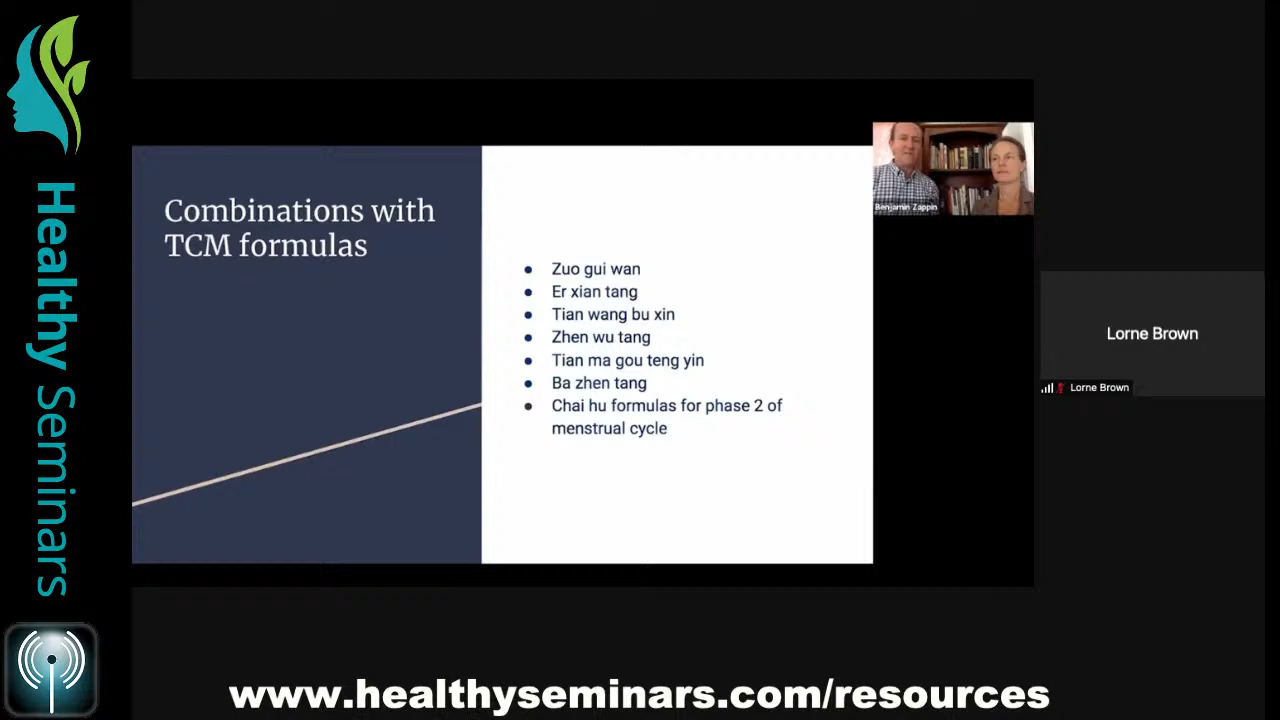 Healthy Seminars
Combinations with
TCM formulas
Zuo gui wan
Er xian tang
Tian wang bu xin
Zhen wu tang
Tian ma gou teng yin
Ba zhen tang
Chai hu formulas for phase 2 of
menstrual cycle
Benjamin Zappin
Lorne Brown
Lorne Brown
www.healthyseminars.com/resources